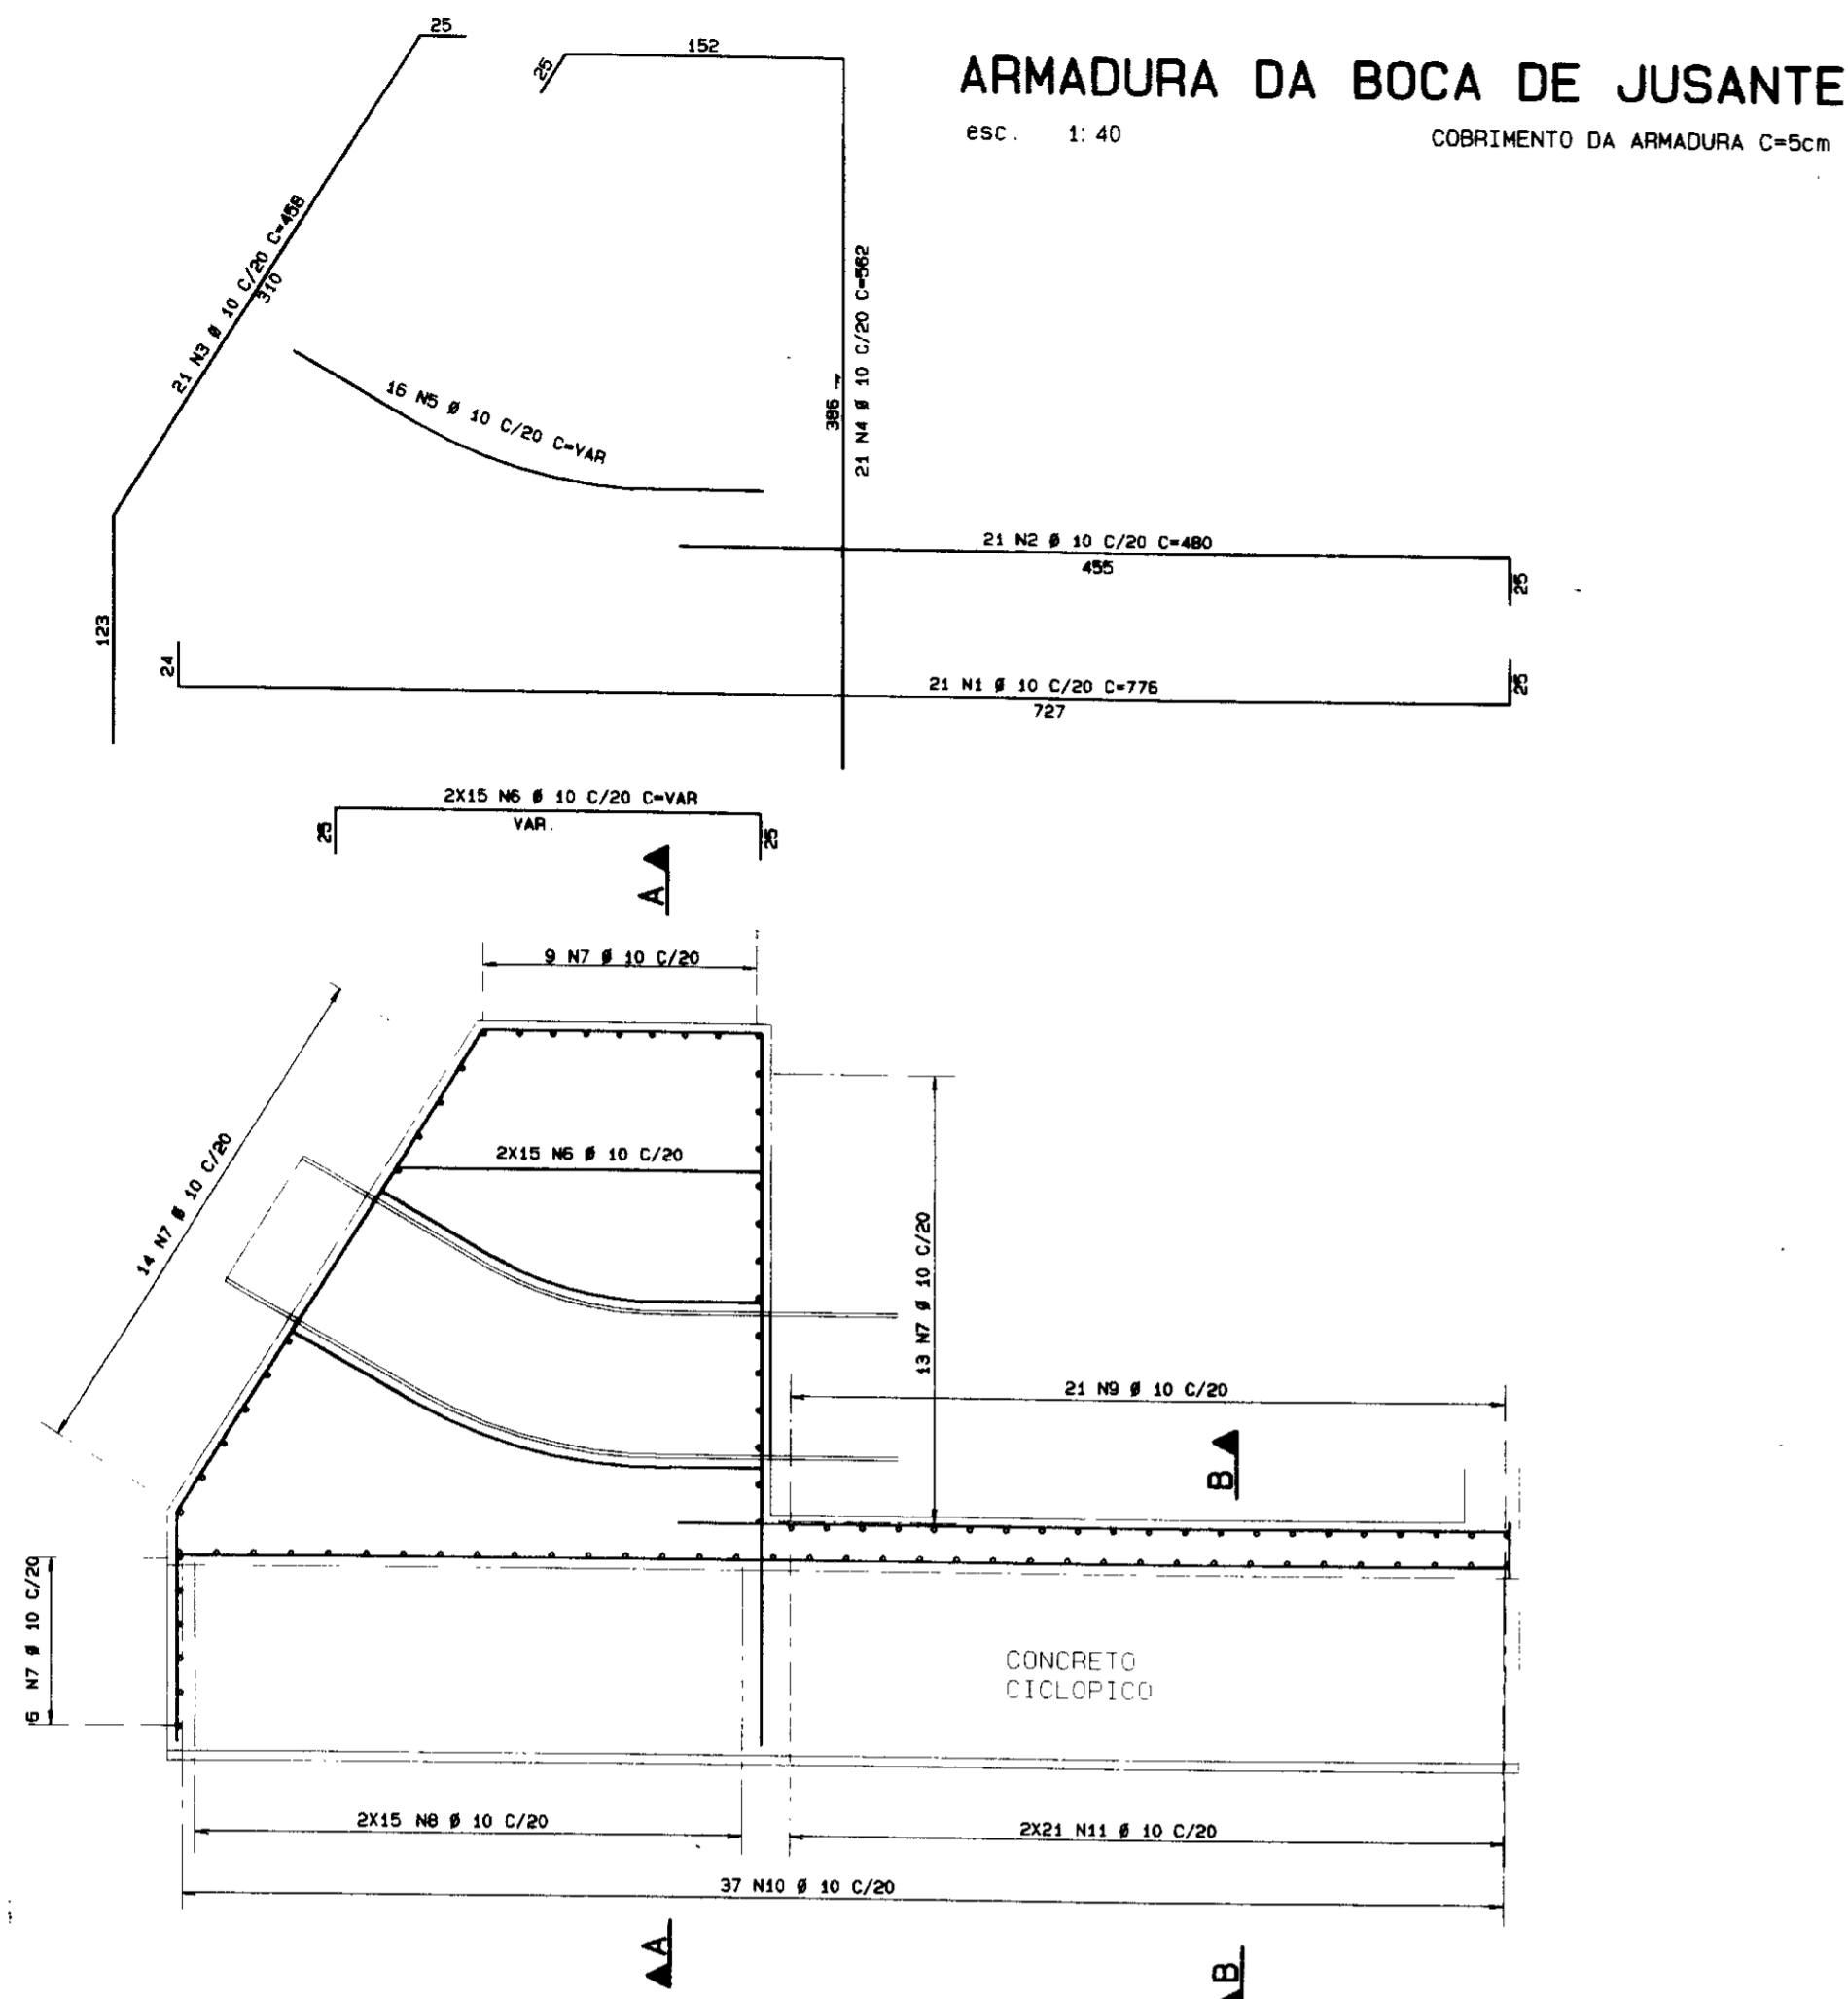 ARMADURA DA BOCA DE JUSANTE
esc. 1:40
COBRIMENTO DA ARMADURA C=5cm
25
25
152
21 N3 Ø 10 C/20 C=458
310
16 N5 Ø 10 C/20 C=VAR
386
21 N4 Ø 10 C/20 C=562
21 N2 Ø 10 C/20 C=480
455
25
123
24
21 N1 Ø 10 C/20 C=776
727
25
2X15 N6 Ø 10 C/20 C=VAR
VAR.
25
25
A
9 N7 Ø 10 C/20
14 N7 Ø 10 C/20
2X15 N6 Ø 10 C/20
13 N7 Ø 10 C/20
21 N9 Ø 10 C/20
B
6 N7 Ø 10 C/20
CONCRETO
CICLOPICO
2X15 N8 Ø 10 C/20
2X21 N11 Ø 10 C/20
37 N10 Ø 10 C/20
A
B